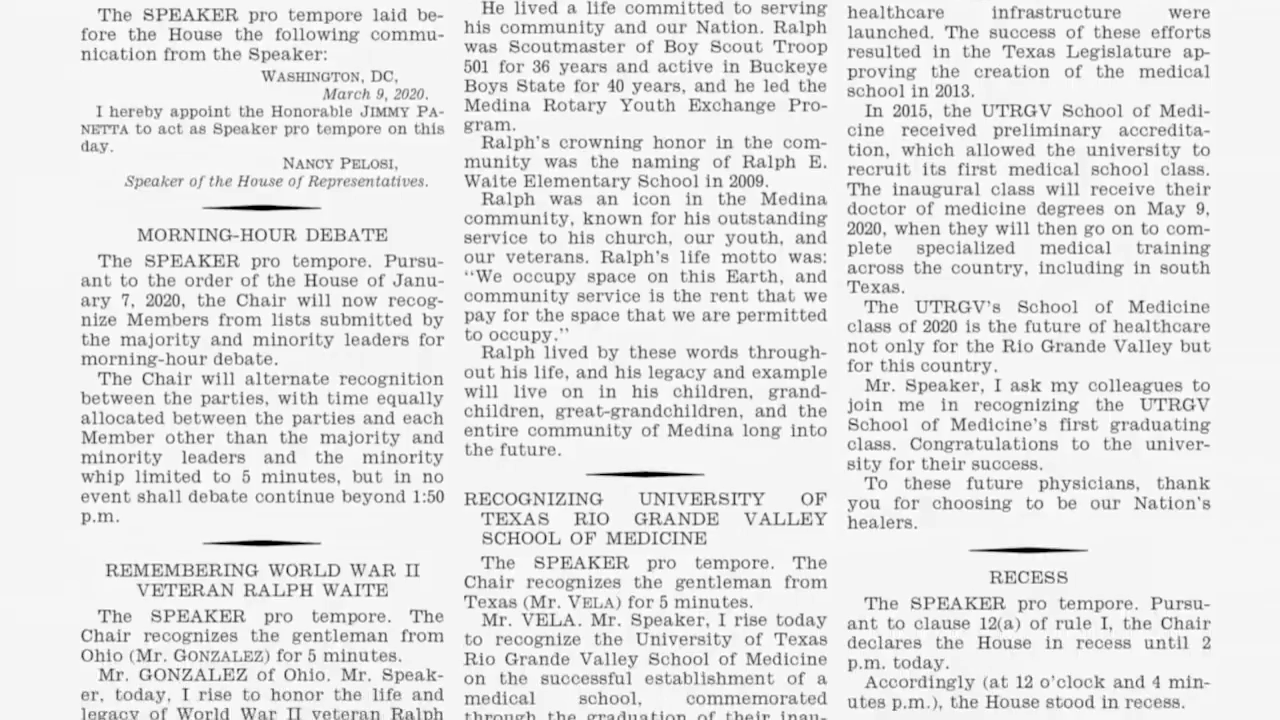 The SPEAKER pro tempore laid be-
fore the House the following commu-
nication from the Speaker:
WASHINGTON, DC,
March 9, 2020.
I hereby appoint the Honorable JIMMY PA-
NETTA to act as Speaker pro tempore on this
day.
NANCY PELOSI,
Speaker of the House of Representatives.
MORNING-HOUR DEBATE
The SPEAKER pro tempore. Pursu-
ant to the order of the House of Janu-
ary 7, 2020, the Chair will now recog-
nize Members from lists submitted by
the majority and minority leaders for
morning-hour debate.
The Chair will alternate recognition
between the parties, with time equally
allocated between the parties and each
Member other than the majority and
minority leaders and the minority
whip limited to 5 minutes, but in no
event shall debate continue beyond 1:50
p.m.
REMEMBERING WORLD WAR II
VETERAN RALPH WAITE
The SPEAKER pro tempore. The
Chair recognizes the gentleman from
Ohio (Mr. GONZALEZ) for 5 minutes.
Mr. GONZALEZ of Ohio. Mr. Speak-
er, today, I rise to honor the life and
legacy of World War II veteran Ralph
He lived a life committed to serving
his community and our Nation. Ralph
was Scoutmaster of Boy Scout Troop
501 for 36 years and active in Buckeye
Boys State for 40 years, and he led the
Medina Rotary Youth Exchange Pro-
gram.
Ralph's crowning honor in the com-
munity was the naming of Ralph E.
Waite Elementary School in 2009.
Ralph was an icon in the Medina
community, known for his outstanding
service to his church, our youth, and
our veterans. Ralph's life motto was:
"We occupy space on this Earth, and
community service is the rent that we
pay for the space that we are permitted
to occupy."
Ralph lived by these words through-
out his life, and his legacy and example
will live on in his children, grand-
children, great-grandchildren, and the
entire community of Medina long into
the future.
RECOGNIZING UNIVERSITY OF
TEXAS RIO GRANDE VALLEY
SCHOOL OF MEDICINE
The SPEAKER pro tempore. The
Chair recognizes the gentleman from
Texas (Mr. VELA) for 5 minutes.
Mr. VELA. Mr. Speaker, I rise today
to recognize the University of Texas
Rio Grande Valley School of Medicine
on the successful establishment of a
medical school, commemorated
through the graduation of their inau-
healthcare infrastructure were
launched. The success of these efforts
resulted in the Texas Legislature ap-
proving the creation of the medical
school in 2013.
In 2015, the UTRGV School of Medi-
cine received preliminary accredita-
tion, which allowed the university to
recruit its first medical school class.
The inaugural class will receive their
doctor of medicine degrees on May 9,
2020, when they will then go on to com-
plete specialized medical training
across the country, including in south
Texas.
The UTRGV's School of Medicine
class of 2020 is the future of healthcare
not only for the Rio Grande Valley but
for this country.
Mr. Speaker, I ask my colleagues to
join me in recognizing the UTRGV
School of Medicine's first graduating
class. Congratulations to the univer-
sity for their success.
To these future physicians, thank
you for choosing to be our Nation's
healers.
RECESS
The SPEAKER pro tempore. Pursu-
ant to clause 12(a) of rule I, the Chair
declares the House in recess until 2
p.m. today.
Accordingly (at 12 o'clock and 4 min-
utes p.m.), the House stood in recess.